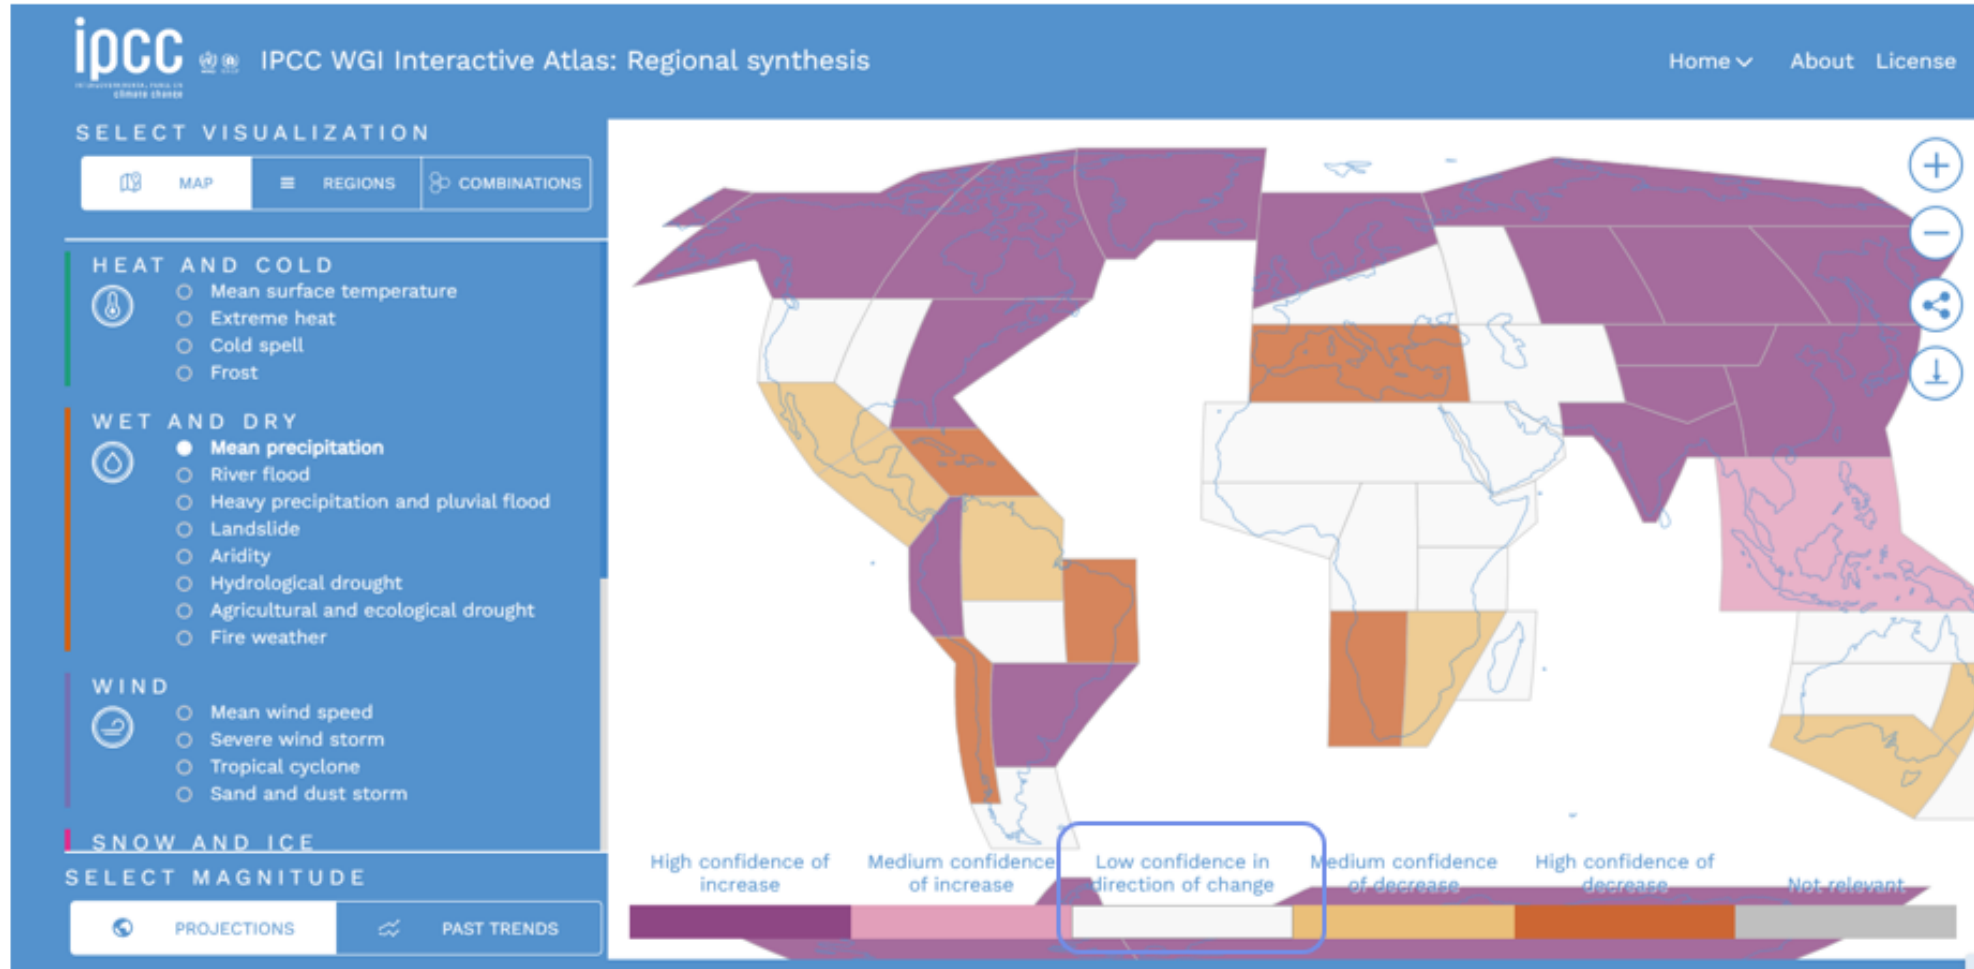 ipcc
climate change
IPCC WGI Interactive Atlas: Regional synthesis
Home
About
License
SELECT VISUALIZATION
MAP
REGIONS
COMBINATIONS
HEAT AND COLD
Mean surface temperature
Extreme heat
Cold spell
Frost
WET AND DRY
Mean precipitation
River flood
Heavy precipitation and pluvial flood
Landslide
Aridity
Hydrological drought
Agricultural and ecological drought
Fire weather
WIND
Mean wind speed
Severe wind storm
Tropical cyclone
Sand and dust storm
SNOW AND ICE
SELECT MAGNITUDE
PROJECTIONS
PAST TRENDS
High confidence of
increase
Medium confidence
of increase
Low confidence in
direction of change
Medium confidence
of decrease
High confidence of
decrease
Not relevant